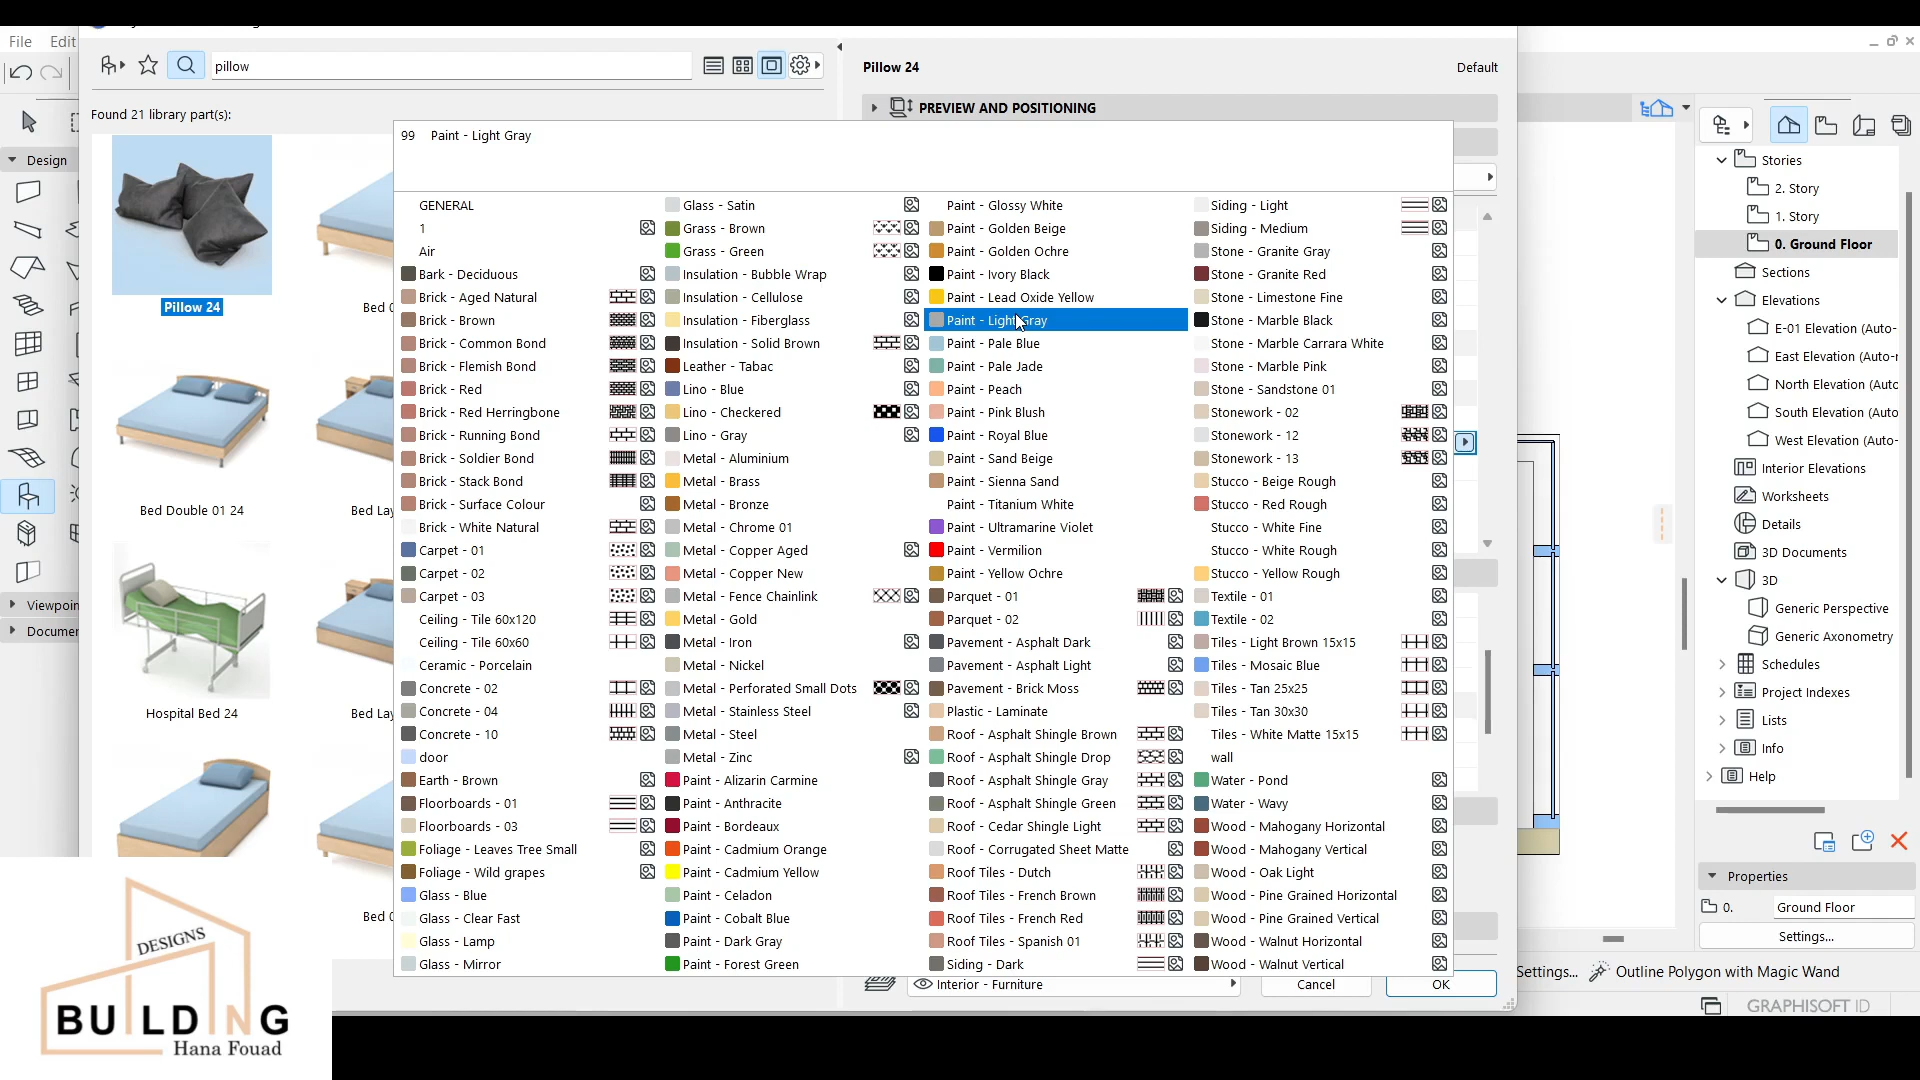 File Edit
pillow
Found 21 library part(s):
Pillow 24
Default
PREVIEW AND POSITIONING
Design
Pillow 24
Bed Double 01 24
Hospital Bed 24
99 Paint - Light Gray
GENERAL
1
Air
Bark - Deciduous
Brick - Aged Natural
Brick - Brown
Brick - Common Bond
Brick - Flemish Bond
Brick - Red
Brick - Red Herringbone
Brick - Running Bond
Brick - Soldier Bond
Brick - Stack Bond
Brick - Surface Colour
Brick - White Natural
Carpet - 01
Carpet - 02
Carpet - 03
Ceiling - Tile 60x120
Ceiling - Tile 60x60
Ceramic - Porcelain
Concrete - 02
Concrete - 04
Concrete - 10
door
Earth - Brown
Floorboards - 01
Floorboards - 03
Foliage - Leaves Tree Small
Foliage - Wild grapes
Glass - Blue
Glass - Clear Fast
Glass - Lamp
Glass - Mirror
Glass - Satin
Grass - Brown
Grass - Green
Insulation - Bubble Wrap
Insulation - Cellulose
Insulation - Fiberglass
Insulation - Solid Brown
Leather - Tabac
Lino - Blue
Lino - Checkered
Lino - Gray
Metal - Aluminium
Metal - Brass
Metal - Bronze
Metal - Chrome 01
Metal - Copper Aged
Metal - Copper New
Metal - Fence Chainlink
Metal - Gold
Metal - Iron
Metal - Nickel
Metal - Perforated Small Dots
Metal - Stainless Steel
Metal - Steel
Metal - Zinc
Paint - Alizarin Carmine
Paint - Anthracite
Paint - Bordeaux
Paint - Cadmium Orange
Paint - Cadmium Yellow
Paint - Celadon
Paint - Cobalt Blue
Paint - Dark Gray
Paint - Forest Green
Paint - Glossy White
Paint - Golden Beige
Paint - Golden Ochre
Paint - Ivory Black
Paint - Lead Oxide Yellow
Paint - Light Gray
Paint - Pale Blue
Paint - Pale Jade
Paint - Peach
Paint - Pink Blush
Paint - Royal Blue
Paint - Sand Beige
Paint - Sienna Sand
Paint - Titanium White
Paint - Ultramarine Violet
Paint - Vermilion
Paint - Yellow Ochre
Parquet - 01
Parquet - 02
Pavement - Asphalt Dark
Pavement - Asphalt Light
Pavement - Brick Moss
Plastic - Laminate
Roof - Asphalt Shingle Brown
Roof - Asphalt Shingle Drop
Roof - Asphalt Shingle Gray
Roof - Asphalt Shingle Green
Roof - Cedar Shingle Light
Roof - Corrugated Sheet Matte
Roof Tiles - Dutch
Roof Tiles - French Brown
Roof Tiles - French Red
Roof Tiles - Spanish 01
Siding - Dark
Siding - Light
Siding - Medium
Stone - Granite Gray
Stone - Granite Red
Stone - Limestone Fine
Stone - Marble Black
Stone - Marble Carrara White
Stone - Marble Pink
Stone - Sandstone 01
Stonework - 02
Stonework - 12
Stonework - 13
Stucco - Beige Rough
Stucco - Red Rough
Stucco - White Fine
Stucco - White Rough
Stucco - Yellow Rough
Textile - 01
Textile - 02
Tiles - Light Brown 15x15
Tiles - Mosaic Blue
Tiles - Tan 25x25
Tiles - Tan 30x30
Tiles - White Matte 15x15
wall
Water - Pond
Water - Wavy
Wood - Mahogany Horizontal
Wood - Mahogany Vertical
Wood - Oak Light
Wood - Pine Grained Horizontal
Wood - Pine Grained Vertical
Wood - Walnut Horizontal
Wood - Walnut Vertical
Interior - Furniture
Cancel
OK
Stories
2. Story
1. Story
0. Ground Floor
Sections
Elevations
E-01 Elevation (Auto-
East Elevation (Auto-r
North Elevation (Auto
South Elevation (Auto
West Elevation (Auto-
Interior Elevations
Worksheets
Details
3D Documents
3D
Generic Perspective
Generic Axonometry
Schedules
Project Indexes
Lists
Info
Help
Properties
0. Ground Floor
Settings...
Settings... Outline Polygon with Magic Wand
GRAPHISOFT ID
DESIGNS
BUILDING
Hana Fouad